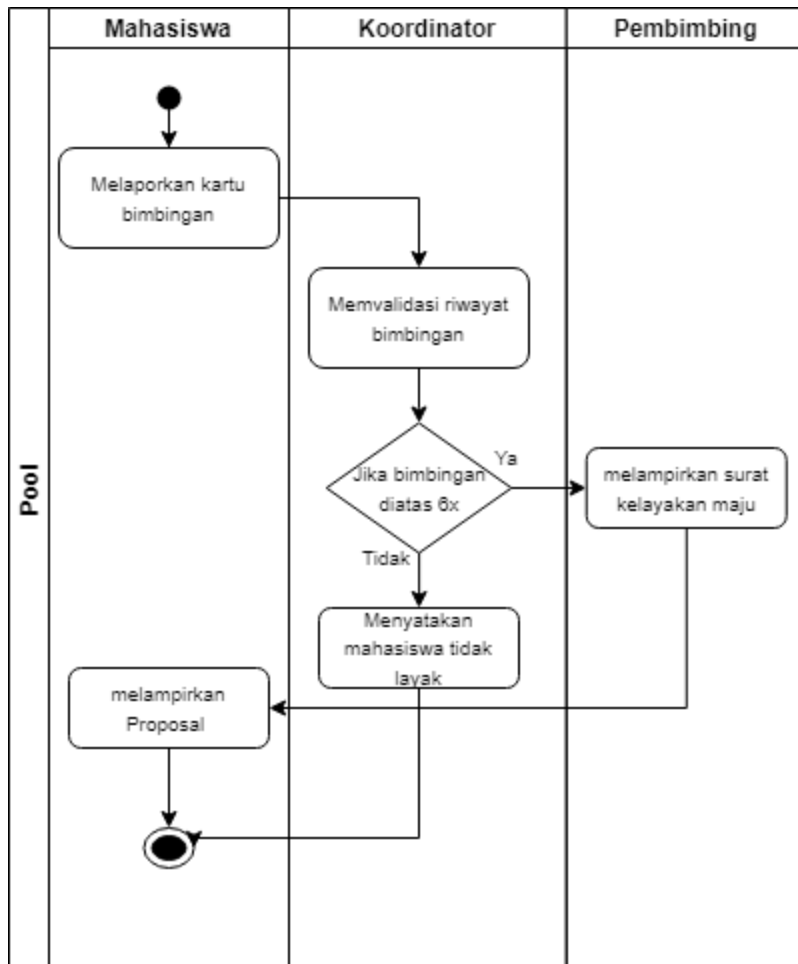 Mahasiswa
Koordinator
Pembimbing
Pool
Melaporkan kartu
bimbingan
Memvalidasi riwayat
bimbingan
Jika bimbingan
diatas 6x
Ya
Tidak
melampirkan surat
kelayakan maju
Menyatakan
mahasiswa tidak
layak
melampirkan
Proposal